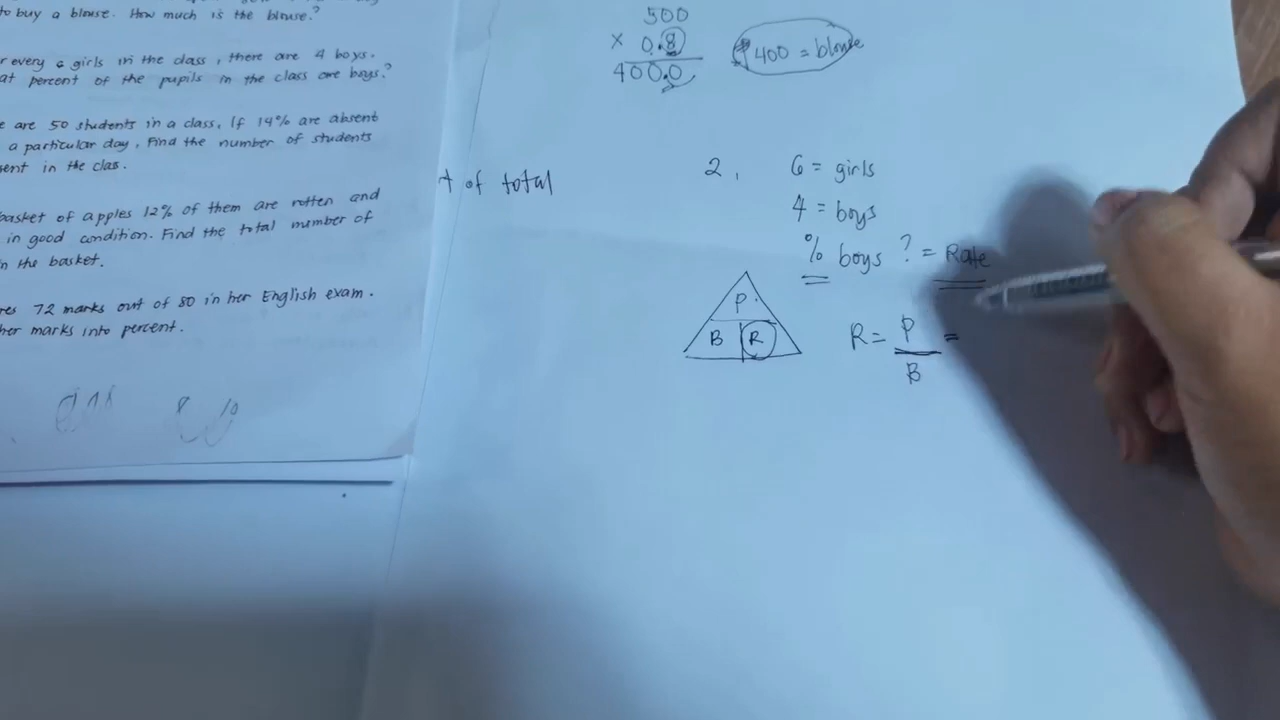 to buy a blouse. How much is the blouse?
r every 6 girls in the class, there are 4 boys.
at percent of the pupils in the class are boys?
e are 50 students in a class, If 14% are absent
a particular day, Find the number of students
sent in the class.
basket of apples 12% of them are rotten and
in good condition. Find the total number of
n the basket.
res 72 marks out of 80 in her English exam.
her marks into percent.
of total
500
x 0.8
400.0
₱400 = blouse
2. 6 = girls
4 = boys
% boys ? = Rate
P
B R
R = P =
B